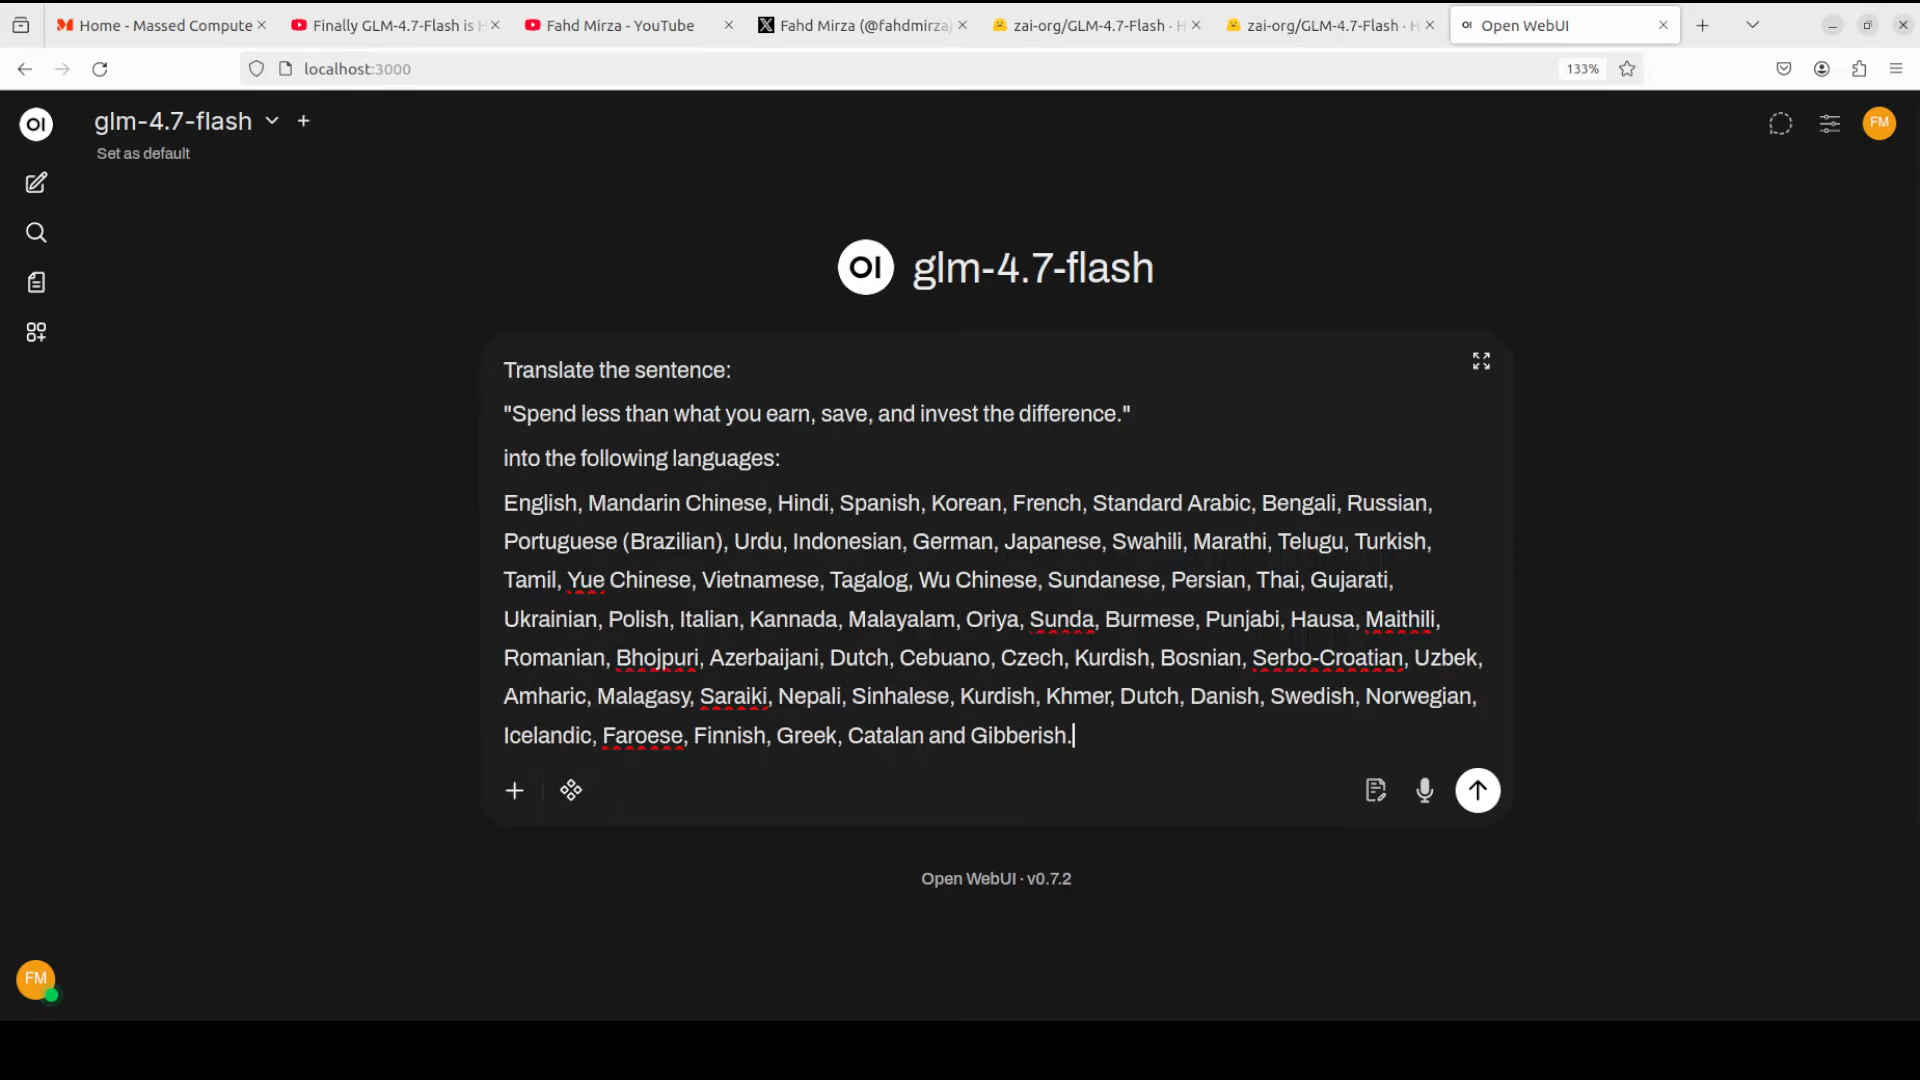 Home - Massed Compute
Finally GLM-4.7-Flash is H
Fahd Mirza - YouTube
Fahd Mirza (@fahdmirza)
zai-org/GLM-4.7-Flash · H
zai-org/GLM-4.7-Flash · H
OI Open WebUI
localhost:3000
133%
OI
glm-4.7-flash
Set as default
FM
OI glm-4.7-flash
Translate the sentence:
"Spend less than what you earn, save, and invest the difference."
into the following languages:
English, Mandarin Chinese, Hindi, Spanish, Korean, French, Standard Arabic, Bengali, Russian,
Portuguese (Brazilian), Urdu, Indonesian, German, Japanese, Swahili, Marathi, Telugu, Turkish,
Tamil, Yue Chinese, Vietnamese, Tagalog, Wu Chinese, Sundanese, Persian, Thai, Gujarati,
Ukrainian, Polish, Italian, Kannada, Malayalam, Oriya, Sunda, Burmese, Punjabi, Hausa, Maithili,
Romanian, Bhojpuri, Azerbaijani, Dutch, Cebuano, Czech, Kurdish, Bosnian, Serbo-Croatian, Uzbek,
Amharic, Malagasy, Saraiki, Nepali, Sinhalese, Kurdish, Khmer, Dutch, Danish, Swedish, Norwegian,
Icelandic, Faroese, Finnish, Greek, Catalan and Gibberish.
Open WebUI · v0.7.2
FM